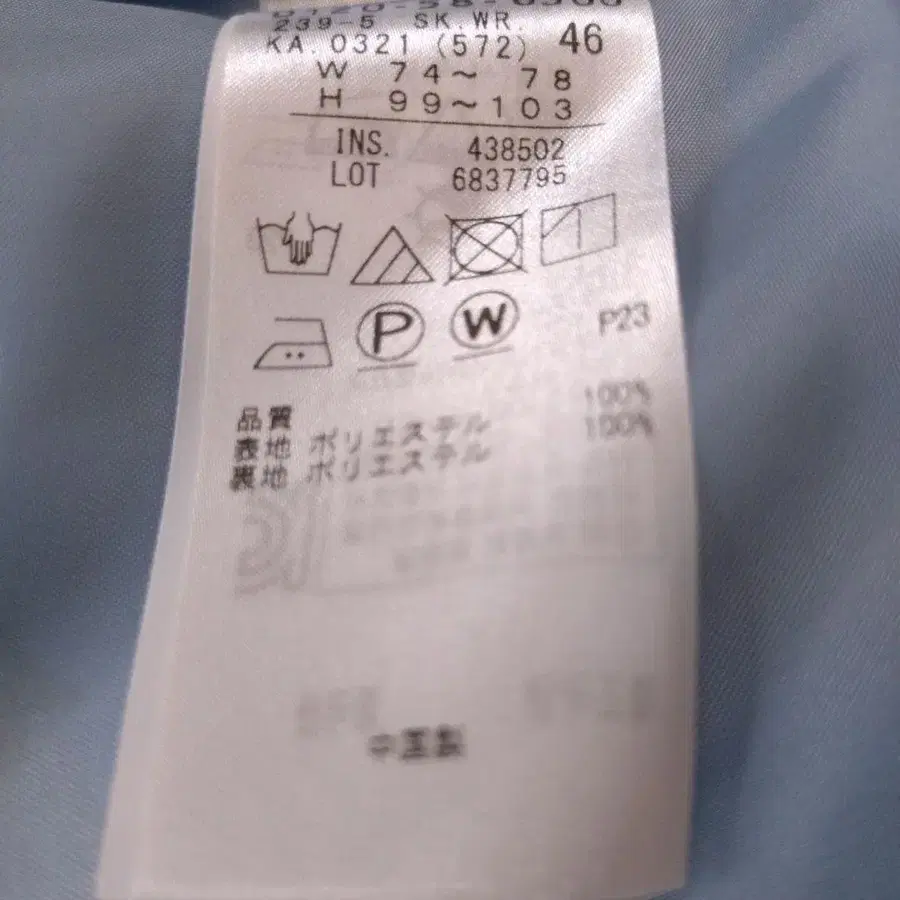 239-5 SK.WR.
KA.0321 (572) 46
W 74～ 78
H 99～103
INS. 438502
LOT 6837795
P W P23
品質
表地 ポリエステル 100%
裏地 ポリエステル 100%
中国製